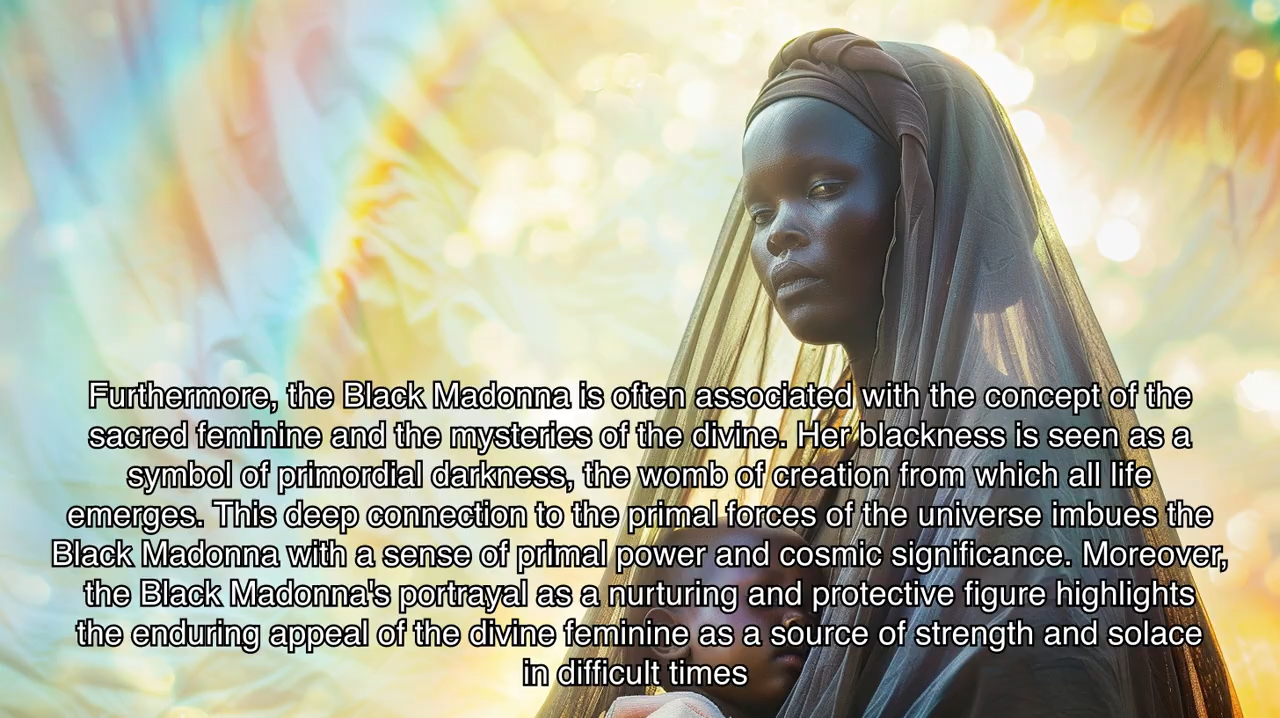 Furthermore, the Black Madonna is often associated with the concept of the
sacred feminine and the mysteries of the divine. Her blackness is seen as a
symbol of primordial darkness, the womb of creation from which all life
emerges. This deep connection to the primal forces of the universe imbues the
Black Madonna with a sense of primal power and cosmic significance. Moreover,
the Black Madonna's portrayal as a nurturing and protective figure highlights
the enduring appeal of the divine feminine as a source of strength and solace
in difficult times